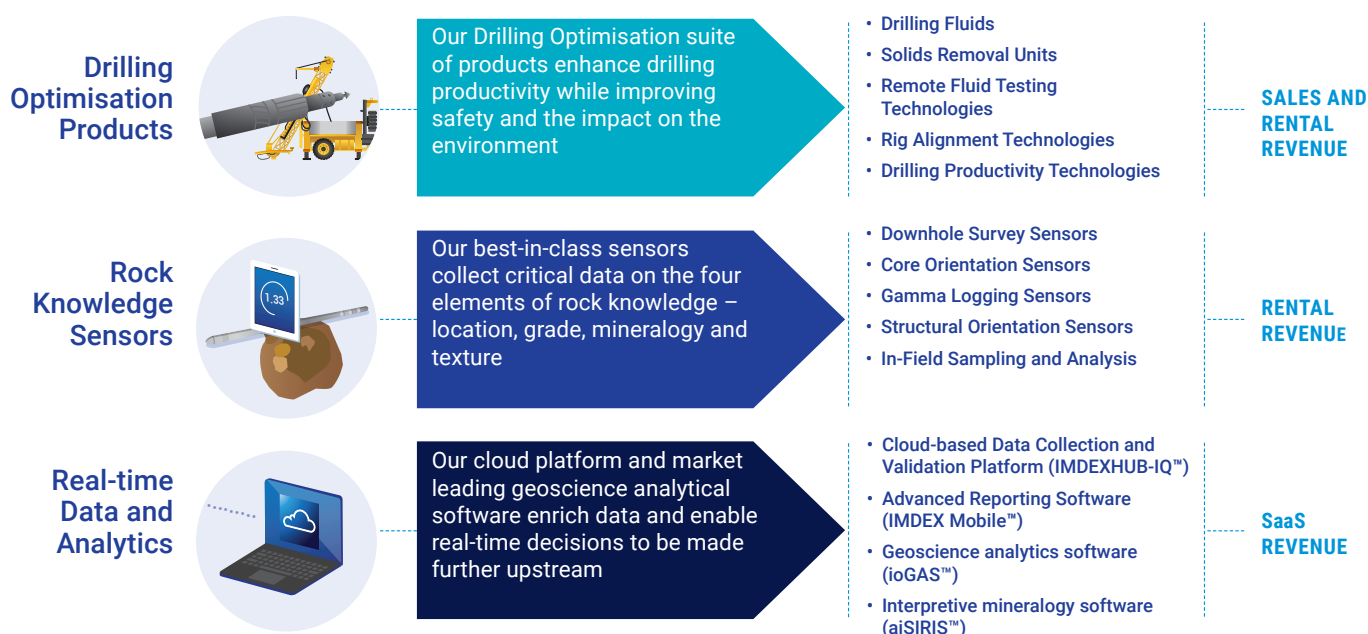 Drilling
Optimisation
Products
Our Drilling Optimisation suite
of products enhance drilling
productivity while improving
safety and the impact on the
environment
• Drilling Fluids
• Solids Removal Units
• Remote Fluid Testing
Technologies
• Rig Alignment Technologies
• Drilling Productivity Technologies
SALES AND
RENTAL
REVENUE
Rock
Knowledge
Sensors
1.33
Our best-in-class sensors
collect critical data on the four
elements of rock knowledge –
location, grade, mineralogy and
texture
• Downhole Survey Sensors
• Core Orientation Sensors
• Gamma Logging Sensors
• Structural Orientation Sensors
• In-Field Sampling and Analysis
RENTAL
REVENUE
Real-time
Data and
Analytics
Our cloud platform and market
leading geoscience analytical
software enrich data and enable
real-time decisions to be made
further upstream
• Cloud-based Data Collection and
Validation Platform (IMDEXHUB-IQ™)
• Advanced Reporting Software
(IMDEX Mobile™)
• Geoscience analytics software
(ioGAS™)
• Interpretive mineralogy software
(aiSIRIS™)
SaaS
REVENUE